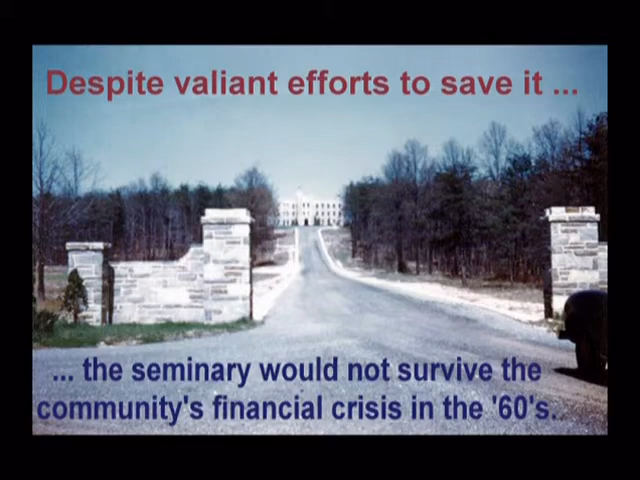 Despite valiant efforts to save it ...
... the seminary would not survive the
community's financial crisis in the '60's..